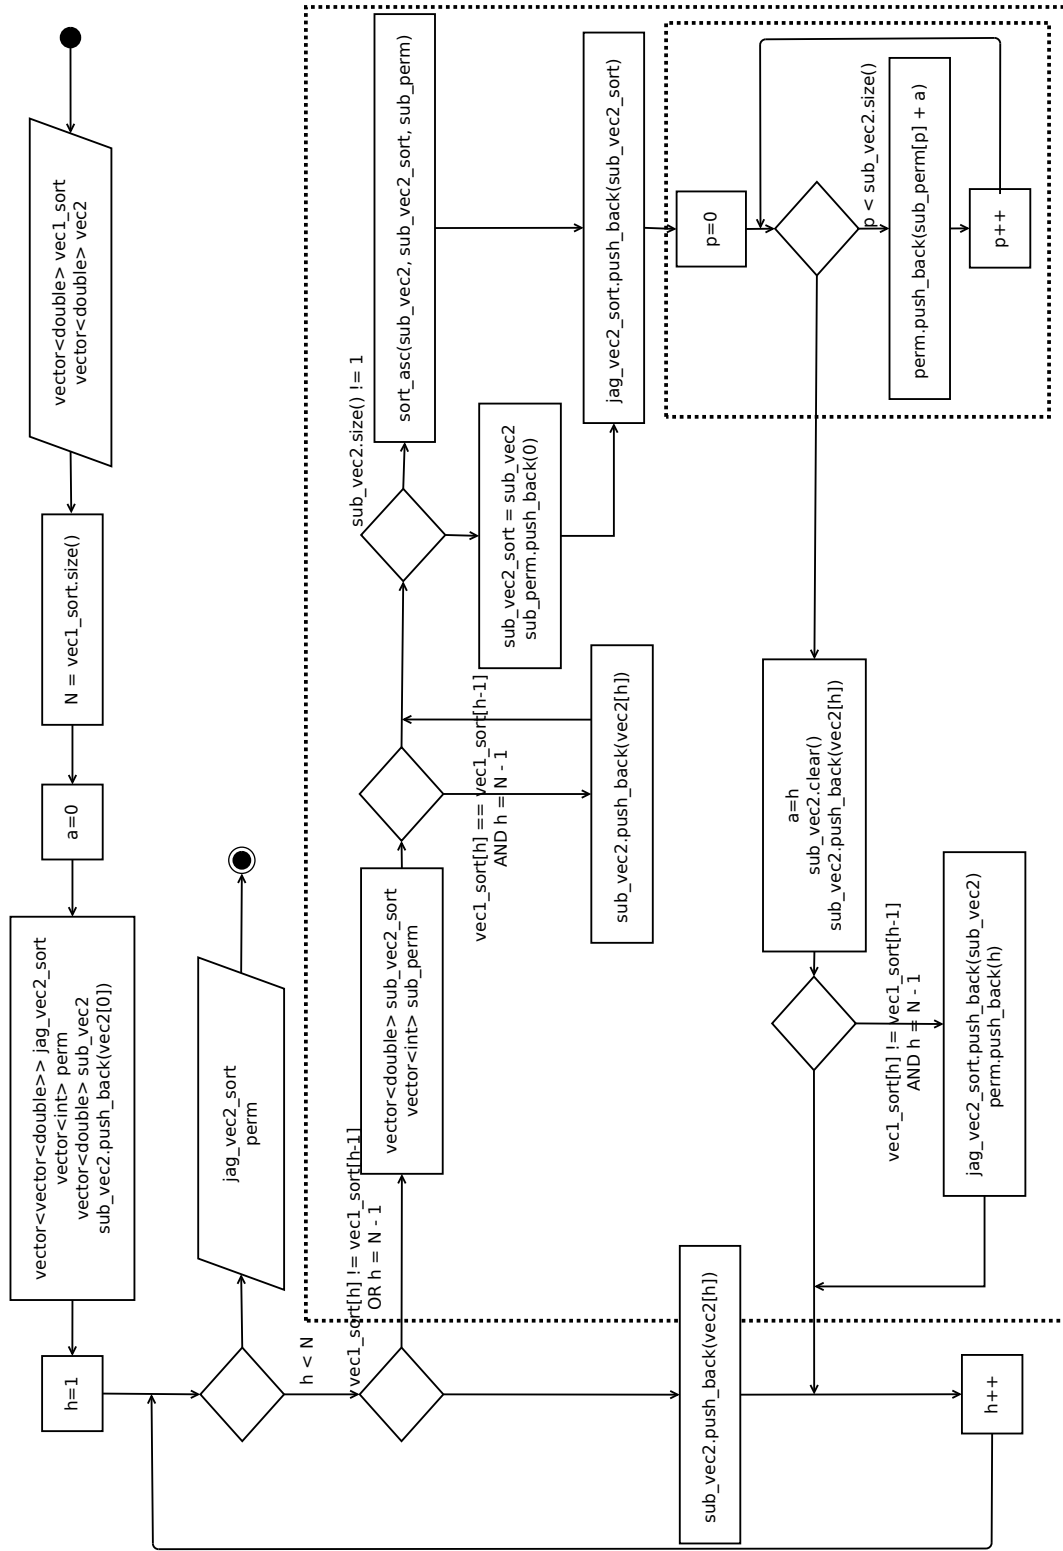 vector<double> vec1_sort
vector<double> vec2
N = vec1_sort.size()
a=0
vector<vector<double>> jag_vec2_sort
vector<int> perm
vector<double> sub_vec2
sub_vec2.push_back(vec2[0])
h=1
jag_vec2_sort
perm
h < N
vec1_sort[h] != vec1_sort[h-1]
OR h = N - 1
vector<double> sub_vec2_sort
vector<int> sub_perm
vec1_sort[h] == vec1_sort[h-1]
AND h = N - 1
sub_vec2.push_back(vec2[h])
sub_vec2.size() != 1
sort_asc(sub_vec2, sub_vec2_sort, sub_perm)
sub_vec2_sort = sub_vec2
sub_perm.push_back(0)
jag_vec2_sort.push_back(sub_vec2_sort)
p=0
p < sub_vec2.size()
perm.push_back(sub_perm[p] + a)
p++
a=h
sub_vec2.clear()
sub_vec2.push_back(vec2[h])
vec1_sort[h] != vec1_sort[h-1]
AND h = N - 1
jag_vec2_sort.push_back(sub_vec2)
perm.push_back(h)
sub_vec2.push_back(vec2[h])
h++